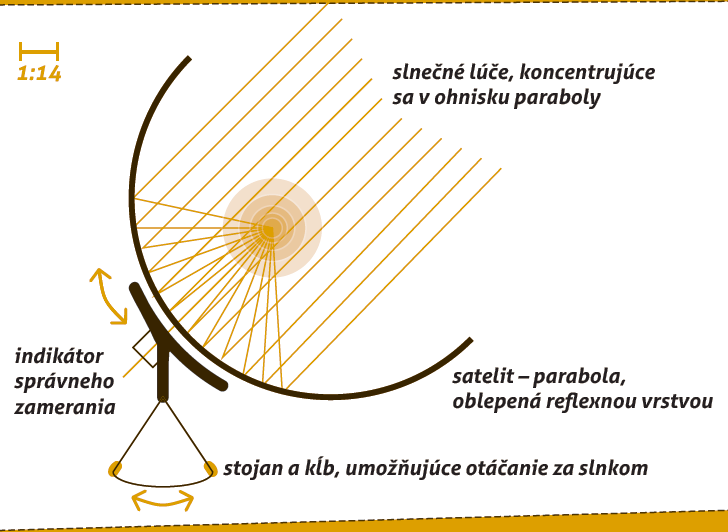 1:14
slnečné lúče, koncentrujúce
sa v ohnisku paraboly
indikátor
správneho
zamerania
satelit – parabola,
oblepená reflexnou vrstvou
stojan a kĺb, umožňujúce otáčanie za slnkom